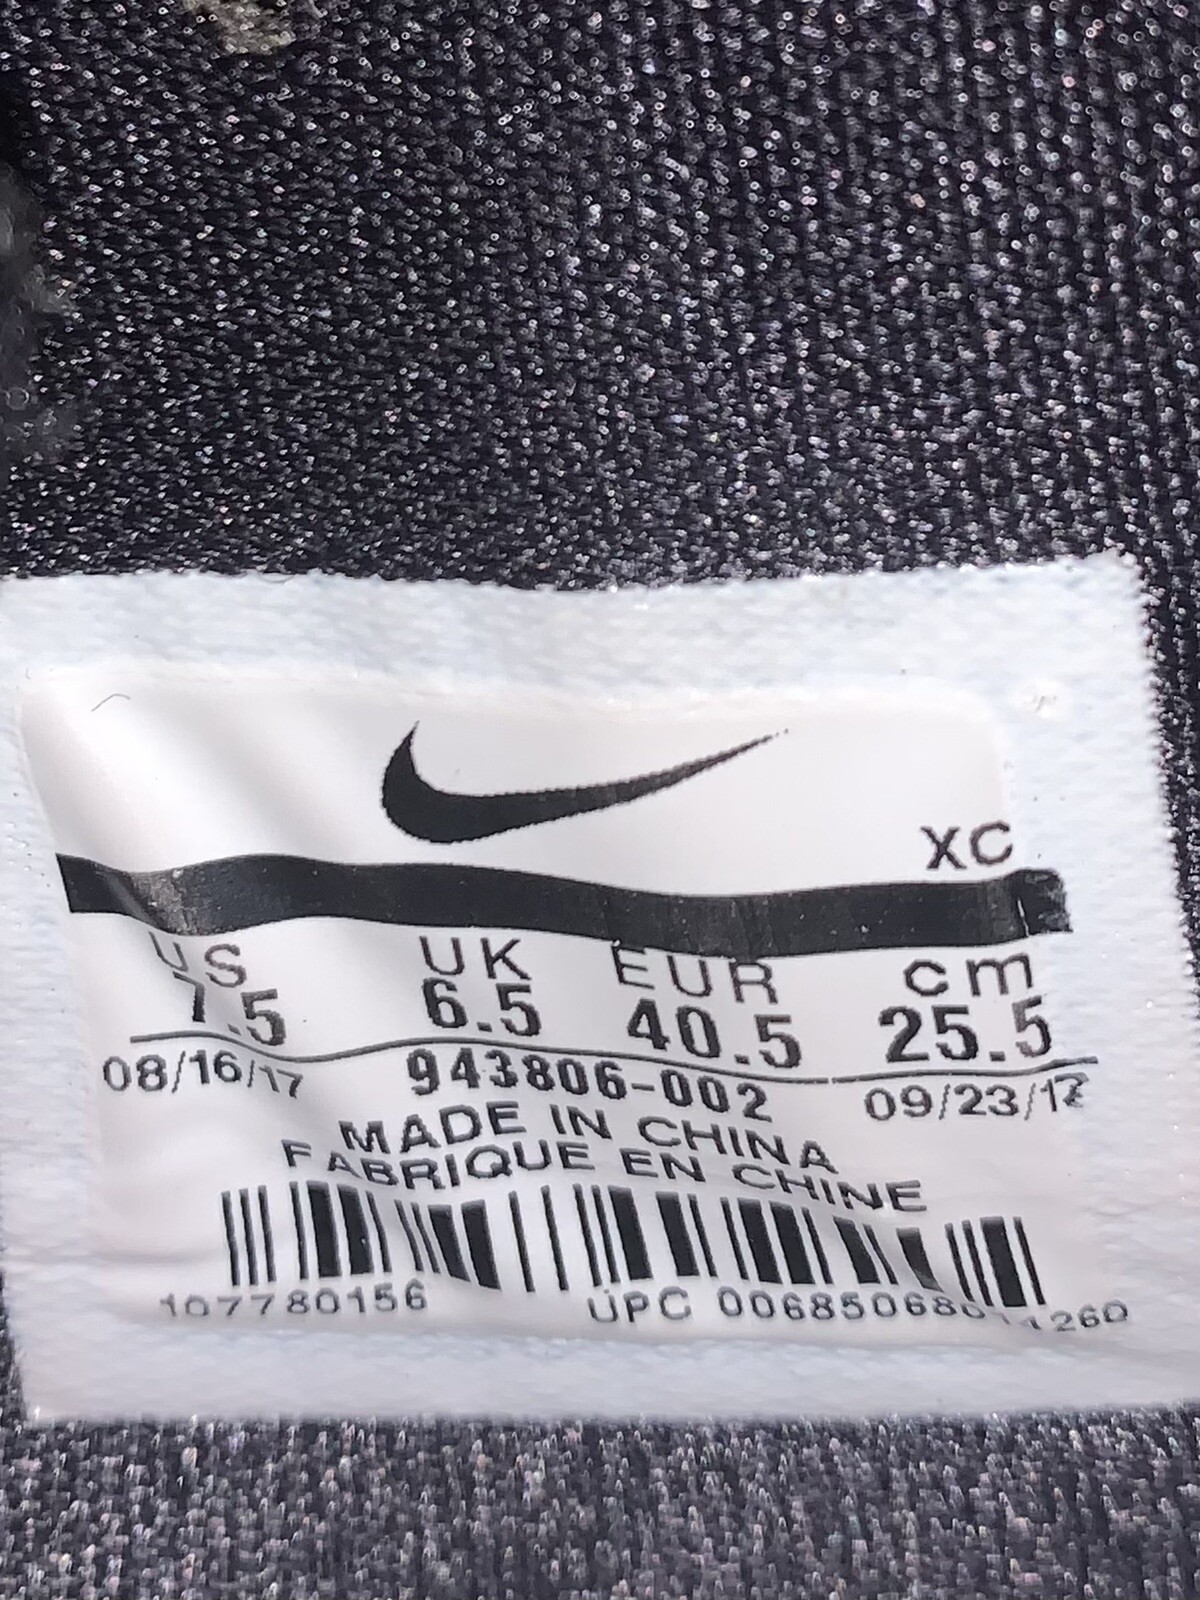 XC
US UK EUR cm
7.5 6.5 40.5 25.5
08/16/17 943806-002 09/23/17
MADE IN CHINA
FABRIQUE EN CHINE
107780156 UPC